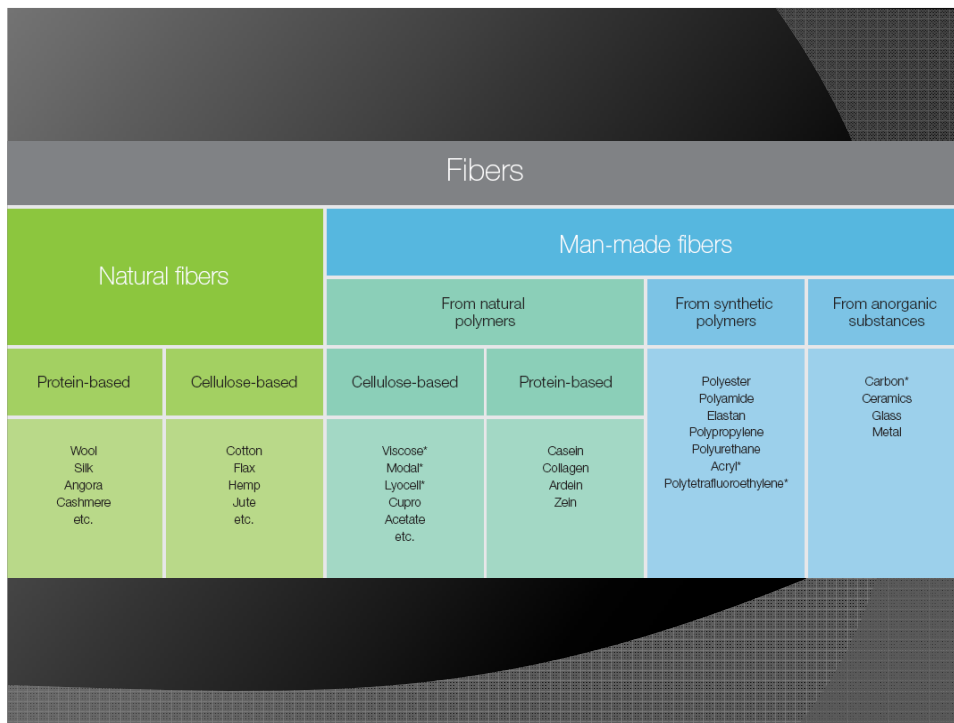 Fibers
Natural fibers
Man-made fibers
From natural
polymers
From synthetic
polymers
From anorganic
substances
Protein-based
Cellulose-based
Cellulose-based
Protein-based
Wool
Silk
Angora
Cashmere
etc.
Cotton
Flax
Hemp
Jute
etc.
Viscose*
Modal*
Lyocell*
Cupro
Acetate
etc.
Casein
Collagen
Ardein
Zein
Polyester
Polyamide
Elastan
Polypropylene
Polyurethane
Acryl*
Polytetrafluoroethylene*
Carbon*
Ceramics
Glass
Metal